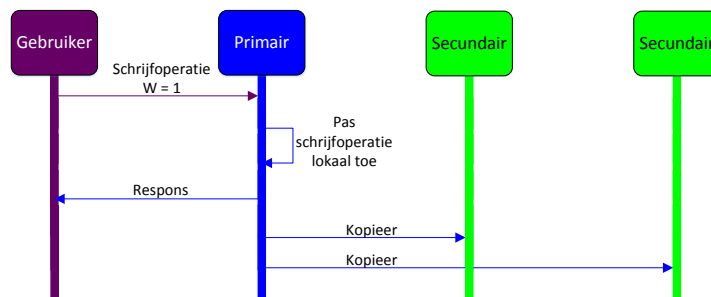 Gebruiker
Primair
Secundair
Secundair
Schrijfoperatie
W = 1
Pas
schrijfoperatie
lokaal toe
Respons
Kopieer
Kopieer